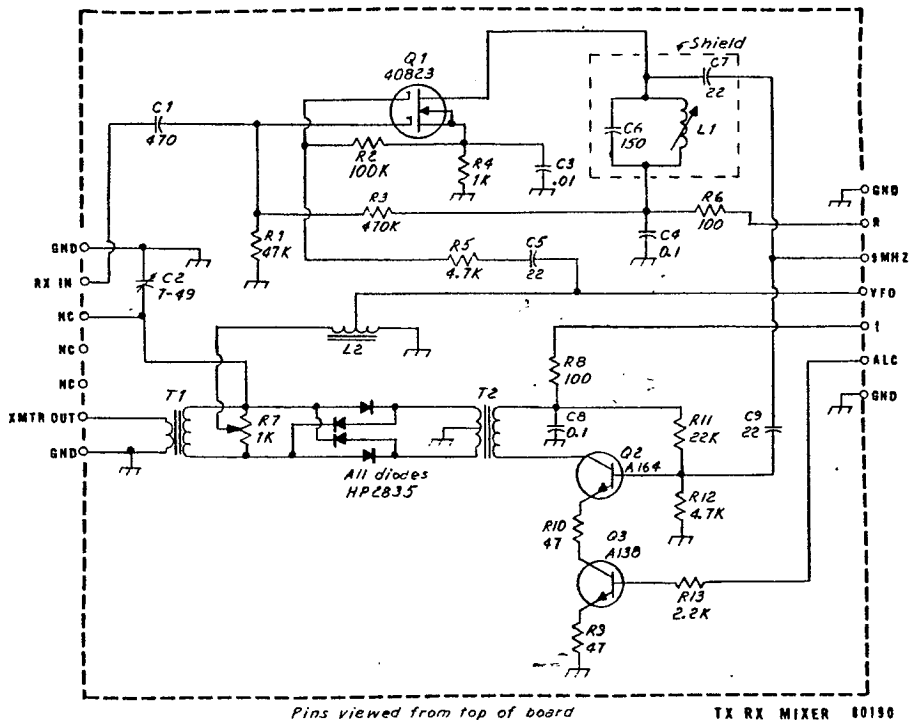 Shield
Q1
40823
C7
22
C1
470
C6
150
L1
R2
100K
R4
1K
C3
.01
R3
470K
R6
100
GND
R
R1
47K
C4
0.1
GND
R5
4.7K
C5
22
9MHZ
RX IN
C2
7-49
VFO
NC
L2
NC
R8
100
ALC
NC
T1
T2
GND
XMTR OUT
R7
1K
C8
0.1
R11
22K
C9
22
GND
All diodes
HP2835
Q2
A164
R12
4.7K
R10
47
Q3
A138
R13
2.2K
R9
47
Pins viewed from top of board
TX RX MIXER 80190